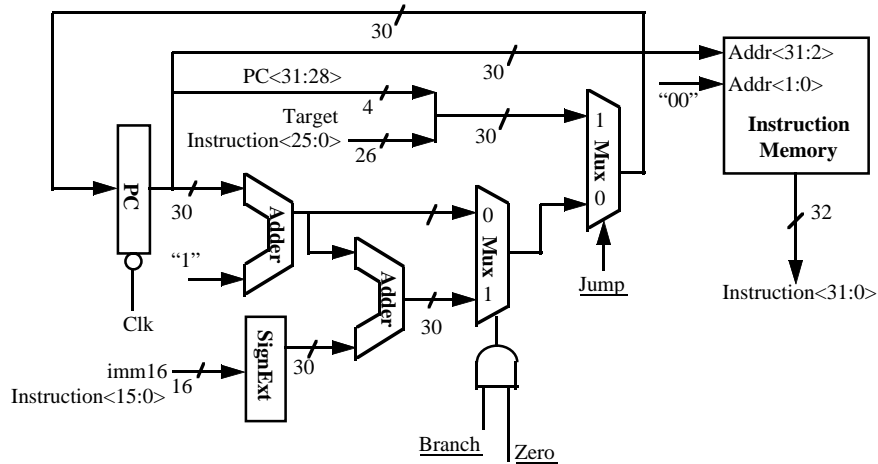 30
30
Addr<31:2>
PC<31:28>
4
"00"
Addr<1:0>
Target
Instruction<25:0>
26
30
1
Mux
0
Instruction
Memory
PC
30
Adder
"1"
Clk
0
Mux
1
Adder
30
32
Jump
Instruction<31:0>
SignExt
30
imm16
16
Instruction<15:0>
Branch
Zero